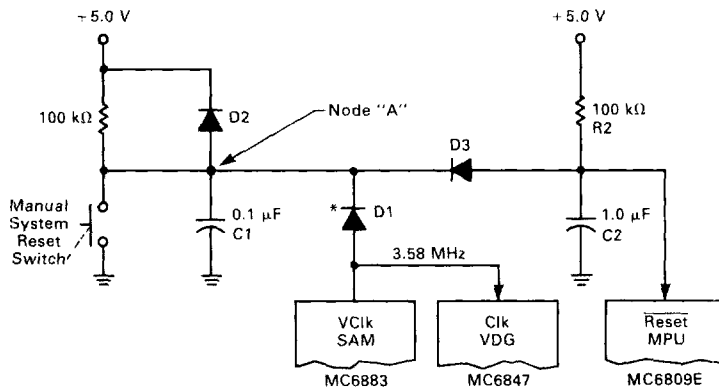 +5.0 V
+5.0 V
100 kΩ
D2
Node "A"
100 kΩ
R2
D3
Manual
System
Reset
Switch
0.1 µF
C1
*
D1
1.0 µF
C2
3.58 MHz
VClk
SAM
Clk
VDG
Reset
MPU
MC6883
MC6847
MC6809E